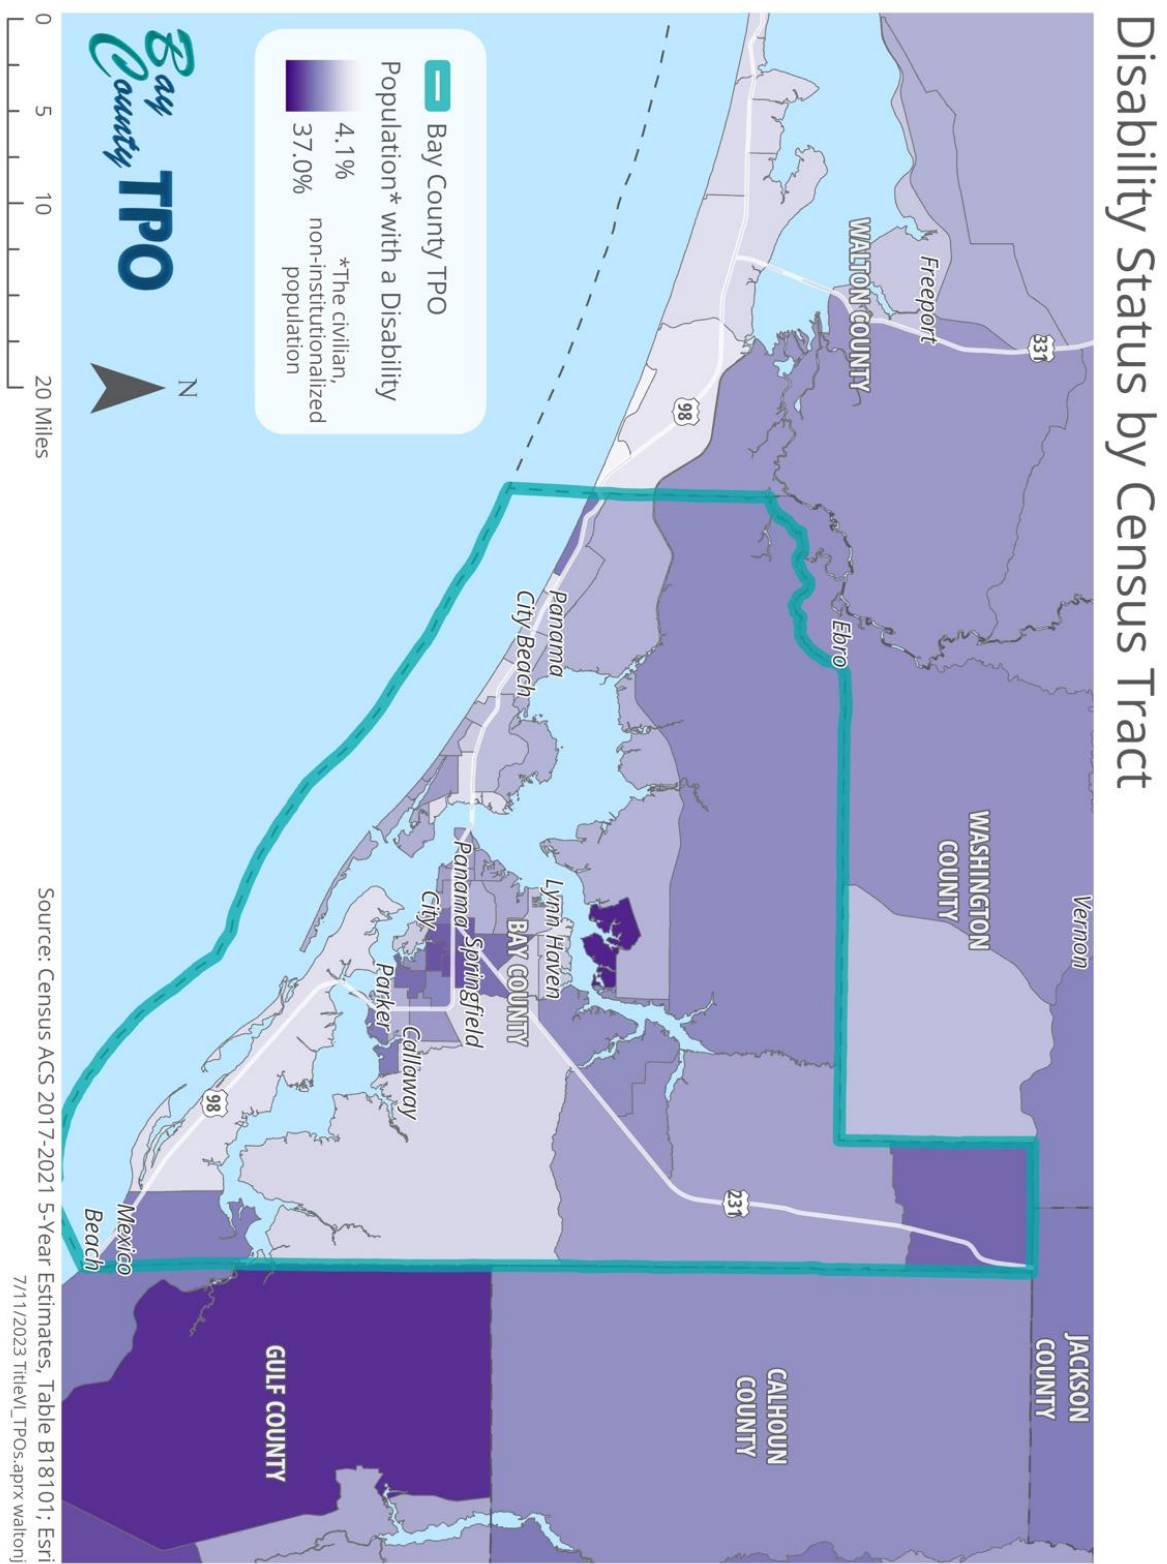 Disability Status by Census Tract
331
Vernon
JACKSON
COUNTY
Freeport
WALTON COUNTY
WASHINGTON
COUNTY
Ebro
231
CALHOUN
COUNTY
98
Panama
City Beach
Lynn Haven
BAY COUNTY
Panama
City
Springfield
Parker
Callaway
98
Mexico
Beach
GULF COUNTY
Bay County TPO
Population* with a Disability
4.1%
37.0%
*The civilian,
non-institutionalized
population
Bay
County TPO
N
0 5 10 20 Miles
Source: Census ACS 2017-2021 5-Year Estimates, Table B18101; Esri
7/11/2023 TitleVI_TPOs.aprx waltonj